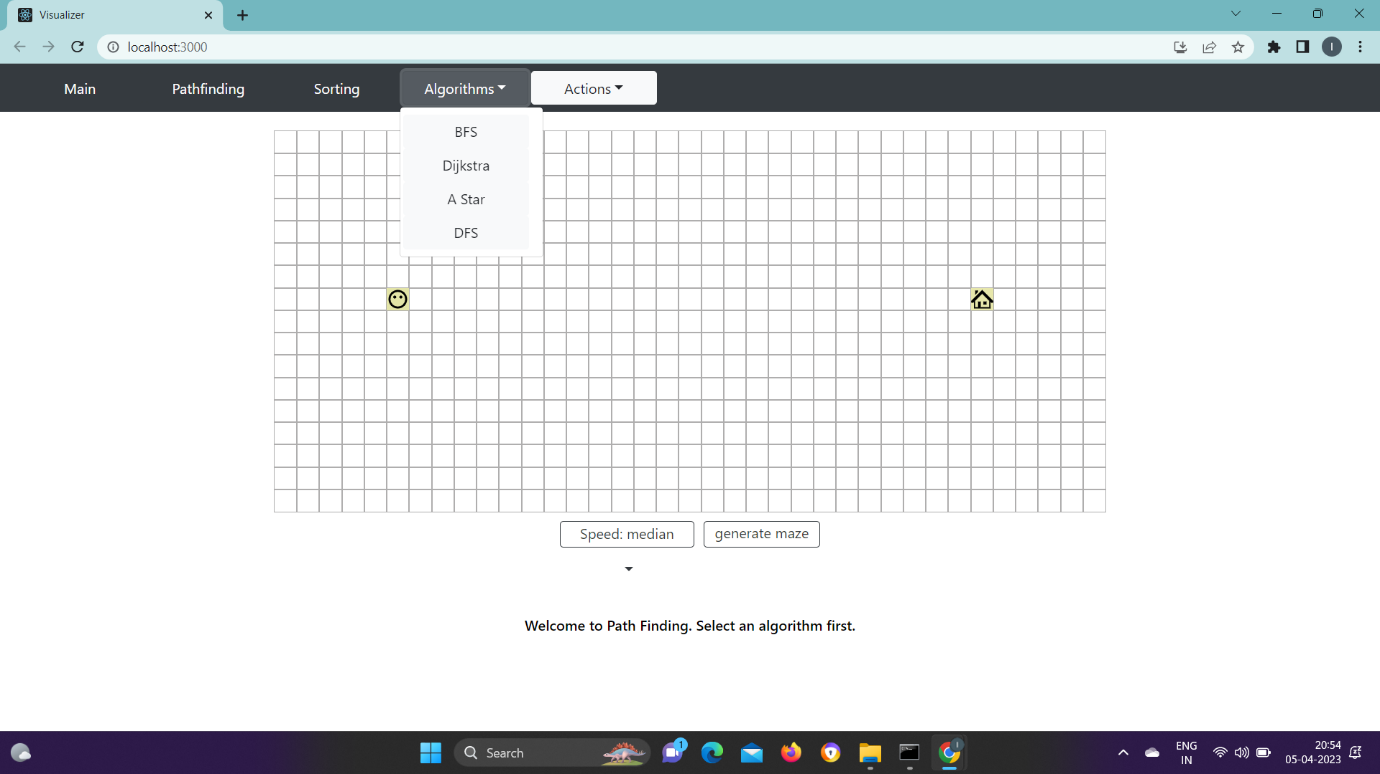 Visualizer
localhost:3000
I
Main Pathfinding Sorting Algorithms Actions
BFS
Dijkstra
A Star
DFS
Speed: median generate maze
Welcome to Path Finding. Select an algorithm first.
Search 1 ENG 20:54
IN 05-04-2023